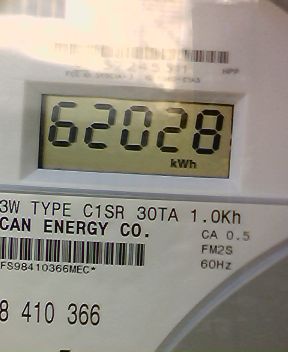 62028
kWh
3W TYPE C1SR 30TA 1.0Kh
CAN ENERGY CO.
CA 0.5
FM2S
60Hz
FS98410366MEC*
8 410 366